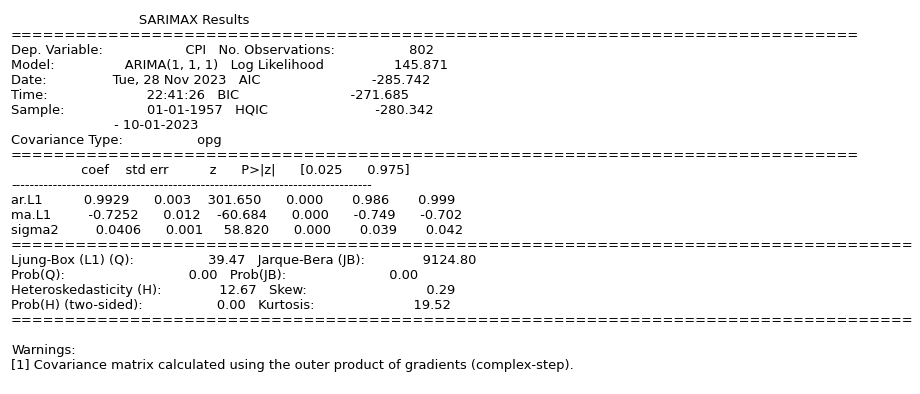 SARIMAX Results
==============================================================================
Dep. Variable: CPI No. Observations: 802
Model: ARIMA(1, 1, 1) Log Likelihood 145.871
Date: Tue, 28 Nov 2023 AIC -285.742
Time: 22:41:26 BIC -271.685
Sample: 01-01-1957 HQIC -280.342
- 10-01-2023
Covariance Type: opg
==============================================================================
coef std err z P>|z| [0.025 0.975]
------------------------------------------------------------------------------
ar.L1 0.9929 0.003 301.650 0.000 0.986 0.999
ma.L1 -0.7252 0.012 -60.684 0.000 -0.749 -0.702
sigma2 0.0406 0.001 58.820 0.000 0.039 0.042
===================================================================================
Ljung-Box (L1) (Q): 39.47 Jarque-Bera (JB): 9124.80
Prob(Q): 0.00 Prob(JB): 0.00
Heteroskedasticity (H): 12.67 Skew: 0.29
Prob(H) (two-sided): 0.00 Kurtosis: 19.52
===================================================================================
Warnings:
[1] Covariance matrix calculated using the outer product of gradients (complex-step).